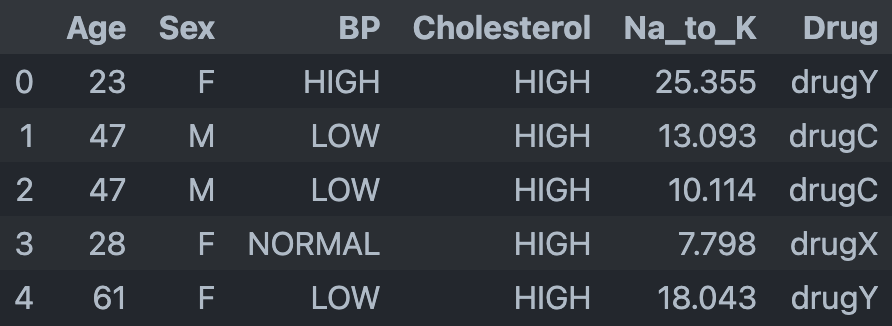 Age Sex BP Cholesterol Na_to_K Drug
0 23 F HIGH HIGH 25.355 drugY
1 47 M LOW HIGH 13.093 drugC
2 47 M LOW HIGH 10.114 drugC
3 28 F NORMAL HIGH 7.798 drugX
4 61 F LOW HIGH 18.043 drugY